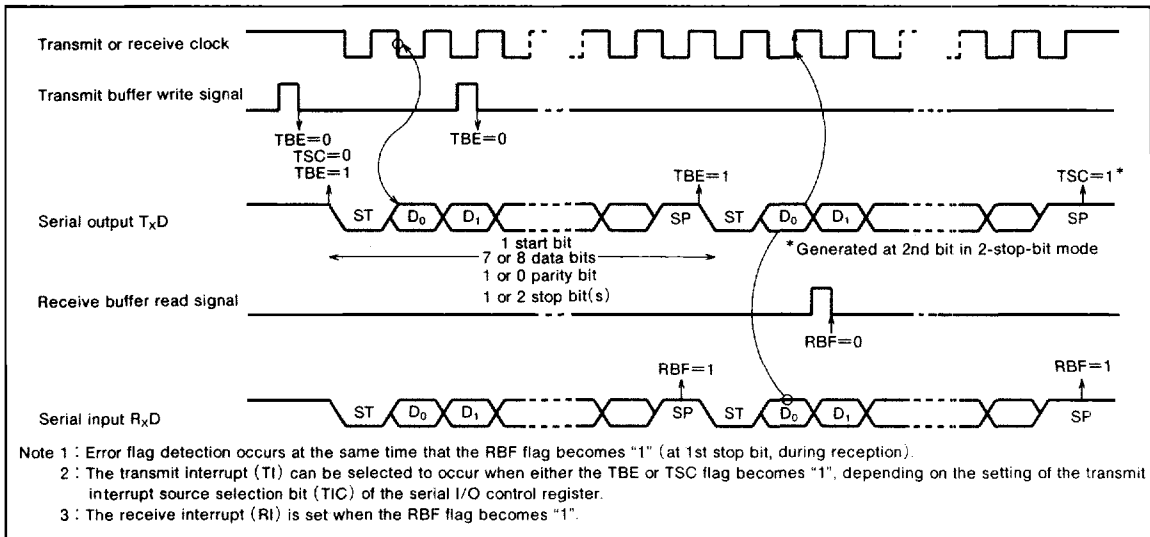 Transmit or receive clock
Transmit buffer write signal
TBE=0
TSC=0
TBE=1
TBE=0
TBE=1
TSC=1*
Serial output TxD
ST D0 D1 SP ST D0 D1 SP
1 start bit
7 or 8 data bits
1 or 0 parity bit
1 or 2 stop bit(s)
*Generated at 2nd bit in 2-stop-bit mode
Receive buffer read signal
RBF=0
RBF=1
RBF=1
Serial input RxD
ST D0 D1 SP ST D0 D1 SP
Note 1 : Error flag detection occurs at the same time that the RBF flag becomes “1” (at 1st stop bit, during reception).
2 : The transmit interrupt (TI) can be selected to occur when either the TBE or TSC flag becomes “1”, depending on the setting of the transmit
interrupt source selection bit (TIC) of the serial I/O control register.
3 : The receive interrupt (RI) is set when the RBF flag becomes “1”.